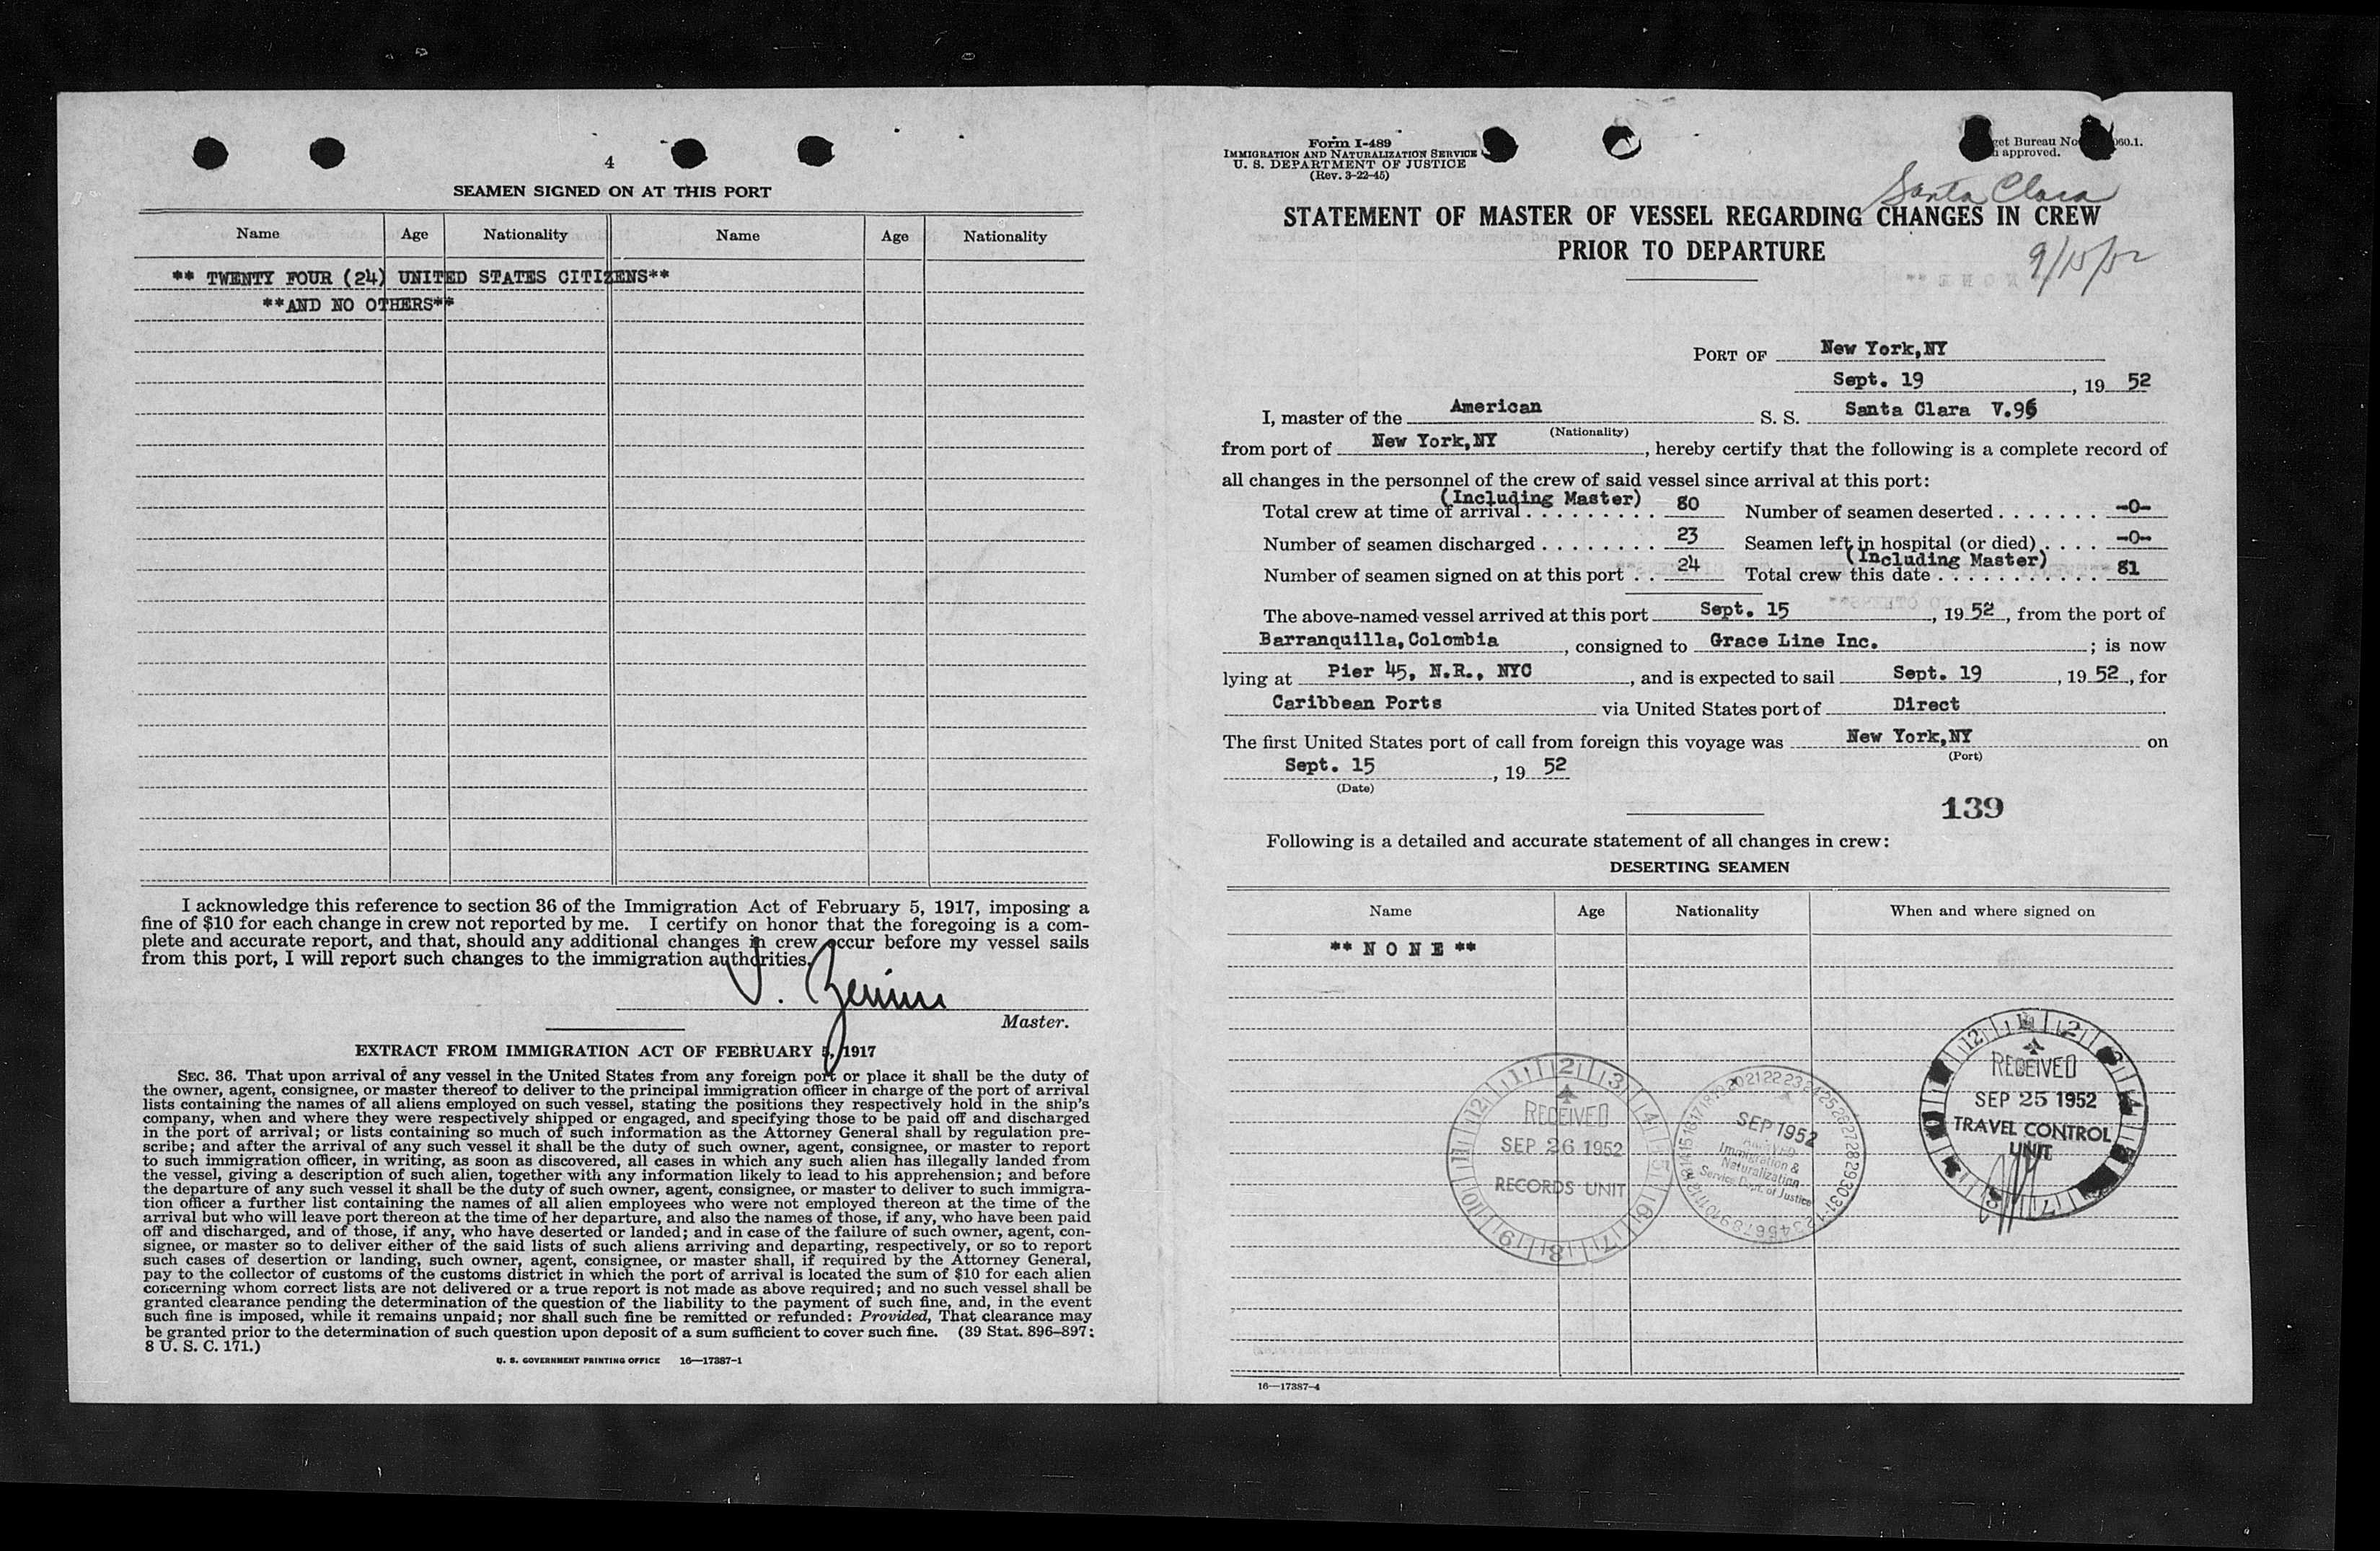 4
SEAMEN SIGNED ON AT THIS PORT
Name Age Nationality Name Age Nationality
** TWENTY FOUR (24) UNITED STATES CITIZENS**
**AND NO OTHERS**
I acknowledge this reference to section 36 of the Immigration Act of February 5, 1917, imposing a
fine of $10 for each change in crew not reported by me. I certify on honor that the foregoing is a com-
plete and accurate report, and that, should any additional changes in crew occur before my vessel sails
from this port, I will report such changes to the immigration authorities.
Master.
EXTRACT FROM IMMIGRATION ACT OF FEBRUARY 5, 1917
SEC. 36. That upon arrival of any vessel in the United States from any foreign port or place it shall be the duty of
the owner, agent, consignee, or master thereof to deliver to the principal immigration officer in charge of the port of arrival
lists containing the names of all aliens employed on such vessel, stating the positions they respectively hold in the ship's
company, when and where they were respectively shipped or engaged, and specifying those to be paid off and discharged
in the port of arrival; or lists containing so much of such information as the Attorney General shall by regulation pre-
scribe; and after the arrival of any such vessel it shall be the duty of such owner, agent, consignee, or master to report
to such immigration officer, in writing, as soon as discovered, all cases in which any such alien has illegally landed from
the vessel, giving a description of such alien, together with any information likely to lead to his apprehension; and before
the departure of any such vessel it shall be the duty of such owner, agent, consignee, or master to deliver to such immigra-
tion officer a further list containing the names of all alien employees who were not employed thereon at the time of the
arrival but who will leave port thereon at the time of her departure, and also the names of those, if any, who have been paid
off and discharged, and of those, if any, who have deserted or landed; and in case of the failure of such owner, agent, con-
signee, or master so to deliver either of the said lists of such aliens arriving and departing, respectively, or so to report
such cases of desertion or landing, such owner, agent, consignee, or master shall, if required by the Attorney General,
pay to the collector of customs of the customs district in which the port of arrival is located the sum of $10 for each alien
concerning whom correct lists are not delivered or a true report is not made as above required; and no such vessel shall be
granted clearance pending the determination of the question of the liability to the payment of such fine, and, in the event
such fine is imposed, while it remains unpaid; nor shall such fine be remitted or refunded: Provided, That clearance may
be granted prior to the determination of such question upon deposit of a sum sufficient to cover such fine. (39 Stat. 896–897;
8 U. S. C. 171.)
U. S. GOVERNMENT PRINTING OFFICE 16—17387-1
Form I-489
IMMIGRATION AND NATURALIZATION SERVICE
U. S. DEPARTMENT OF JUSTICE
(Rev. 3-22-45)
get Bureau No. 060.1.
approved.
Santa Clara
STATEMENT OF MASTER OF VESSEL REGARDING CHANGES IN CREW
PRIOR TO DEPARTURE
9/15/52
PORT OF New York,NY
Sept. 19, 19 52
I, master of the American S. S. Santa Clara V.96
(Nationality)
from port of New York,NY, hereby certify that the following is a complete record of
all changes in the personnel of the crew of said vessel since arrival at this port:
(Including Master)
Total crew at time of arrival . . . . . . . . . 80 Number of seamen deserted . . . . . . . -0-
Number of seamen discharged . . . . . . . . 23 Seamen left in hospital (or died) . . . . -0-
(Including Master)
Number of seamen signed on at this port . . 24 Total crew this date . . . . . . . . . . . 81
The above-named vessel arrived at this port Sept. 15, 19 52, from the port of
Barranquilla,Colombia, consigned to Grace Line Inc.; is now
lying at Pier 45, N.R., NYC, and is expected to sail Sept. 19, 19 52, for
Caribbean Ports via United States port of Direct.
The first United States port of call from foreign this voyage was New York,NY on
(Port)
Sept. 15, 19 52
(Date)
139
Following is a detailed and accurate statement of all changes in crew:
DESERTING SEAMEN
Name Age Nationality When and where signed on
** N O N E **
RECEIVED
SEP 26 1952
RECORDS UNIT
SEP 1952
Immigration &
Naturalization
Service Dept. of Justice
RECEIVED
SEP 25 1952
TRAVEL CONTROL
UNIT
16—17387-4